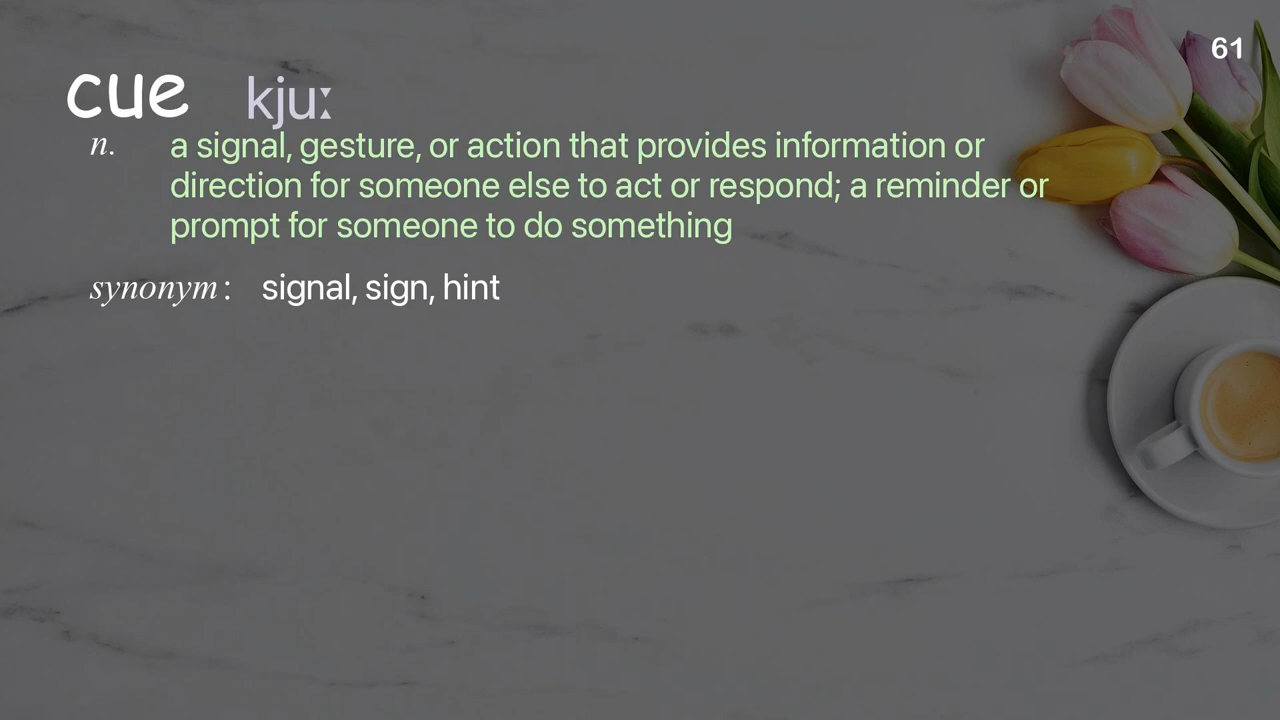 61
cue kjuː
n. a signal, gesture, or action that provides information or
direction for someone else to act or respond; a reminder or
prompt for someone to do something
synonym : signal, sign, hint